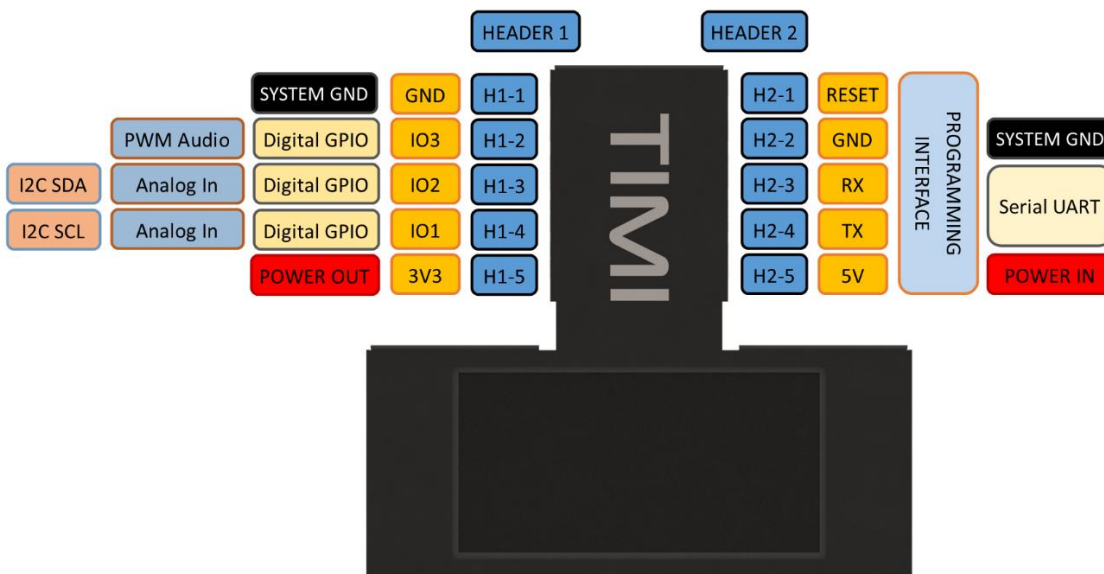 HEADER 1 HEADER 2
SYSTEM GND GND H1-1 H2-1 RESET
PWM Audio Digital GPIO IO3 H1-2 H2-2 GND SYSTEM GND
I2C SDA Analog In Digital GPIO IO2 H1-3 H2-3 RX
I2C SCL Analog In Digital GPIO IO1 H1-4 H2-4 TX
Serial UART
POWER OUT 3V3 H1-5 H2-5 5V POWER IN
PROGRAMMING
INTERFACE
TIMI